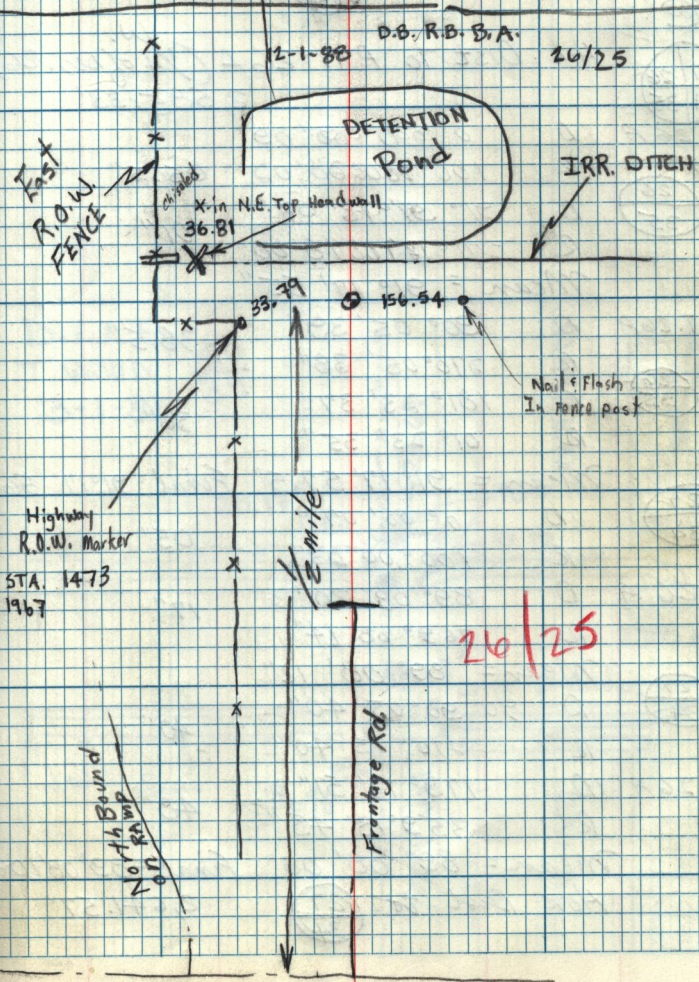 D.B. R.B. B.A.
12-1-88
26/25
DETENTION
Pond
East
R.O.W.
FENCE
chiseled
X in N.E. Top Headwall
36.81
IRR. DITCH
33.79
156.54
Nail & Flash
In Fence post
Highway
R.O.W. Marker
STA. 1473
1967
1/2 mile
26/25
Frontage Rd.
North Bound
on RAMP